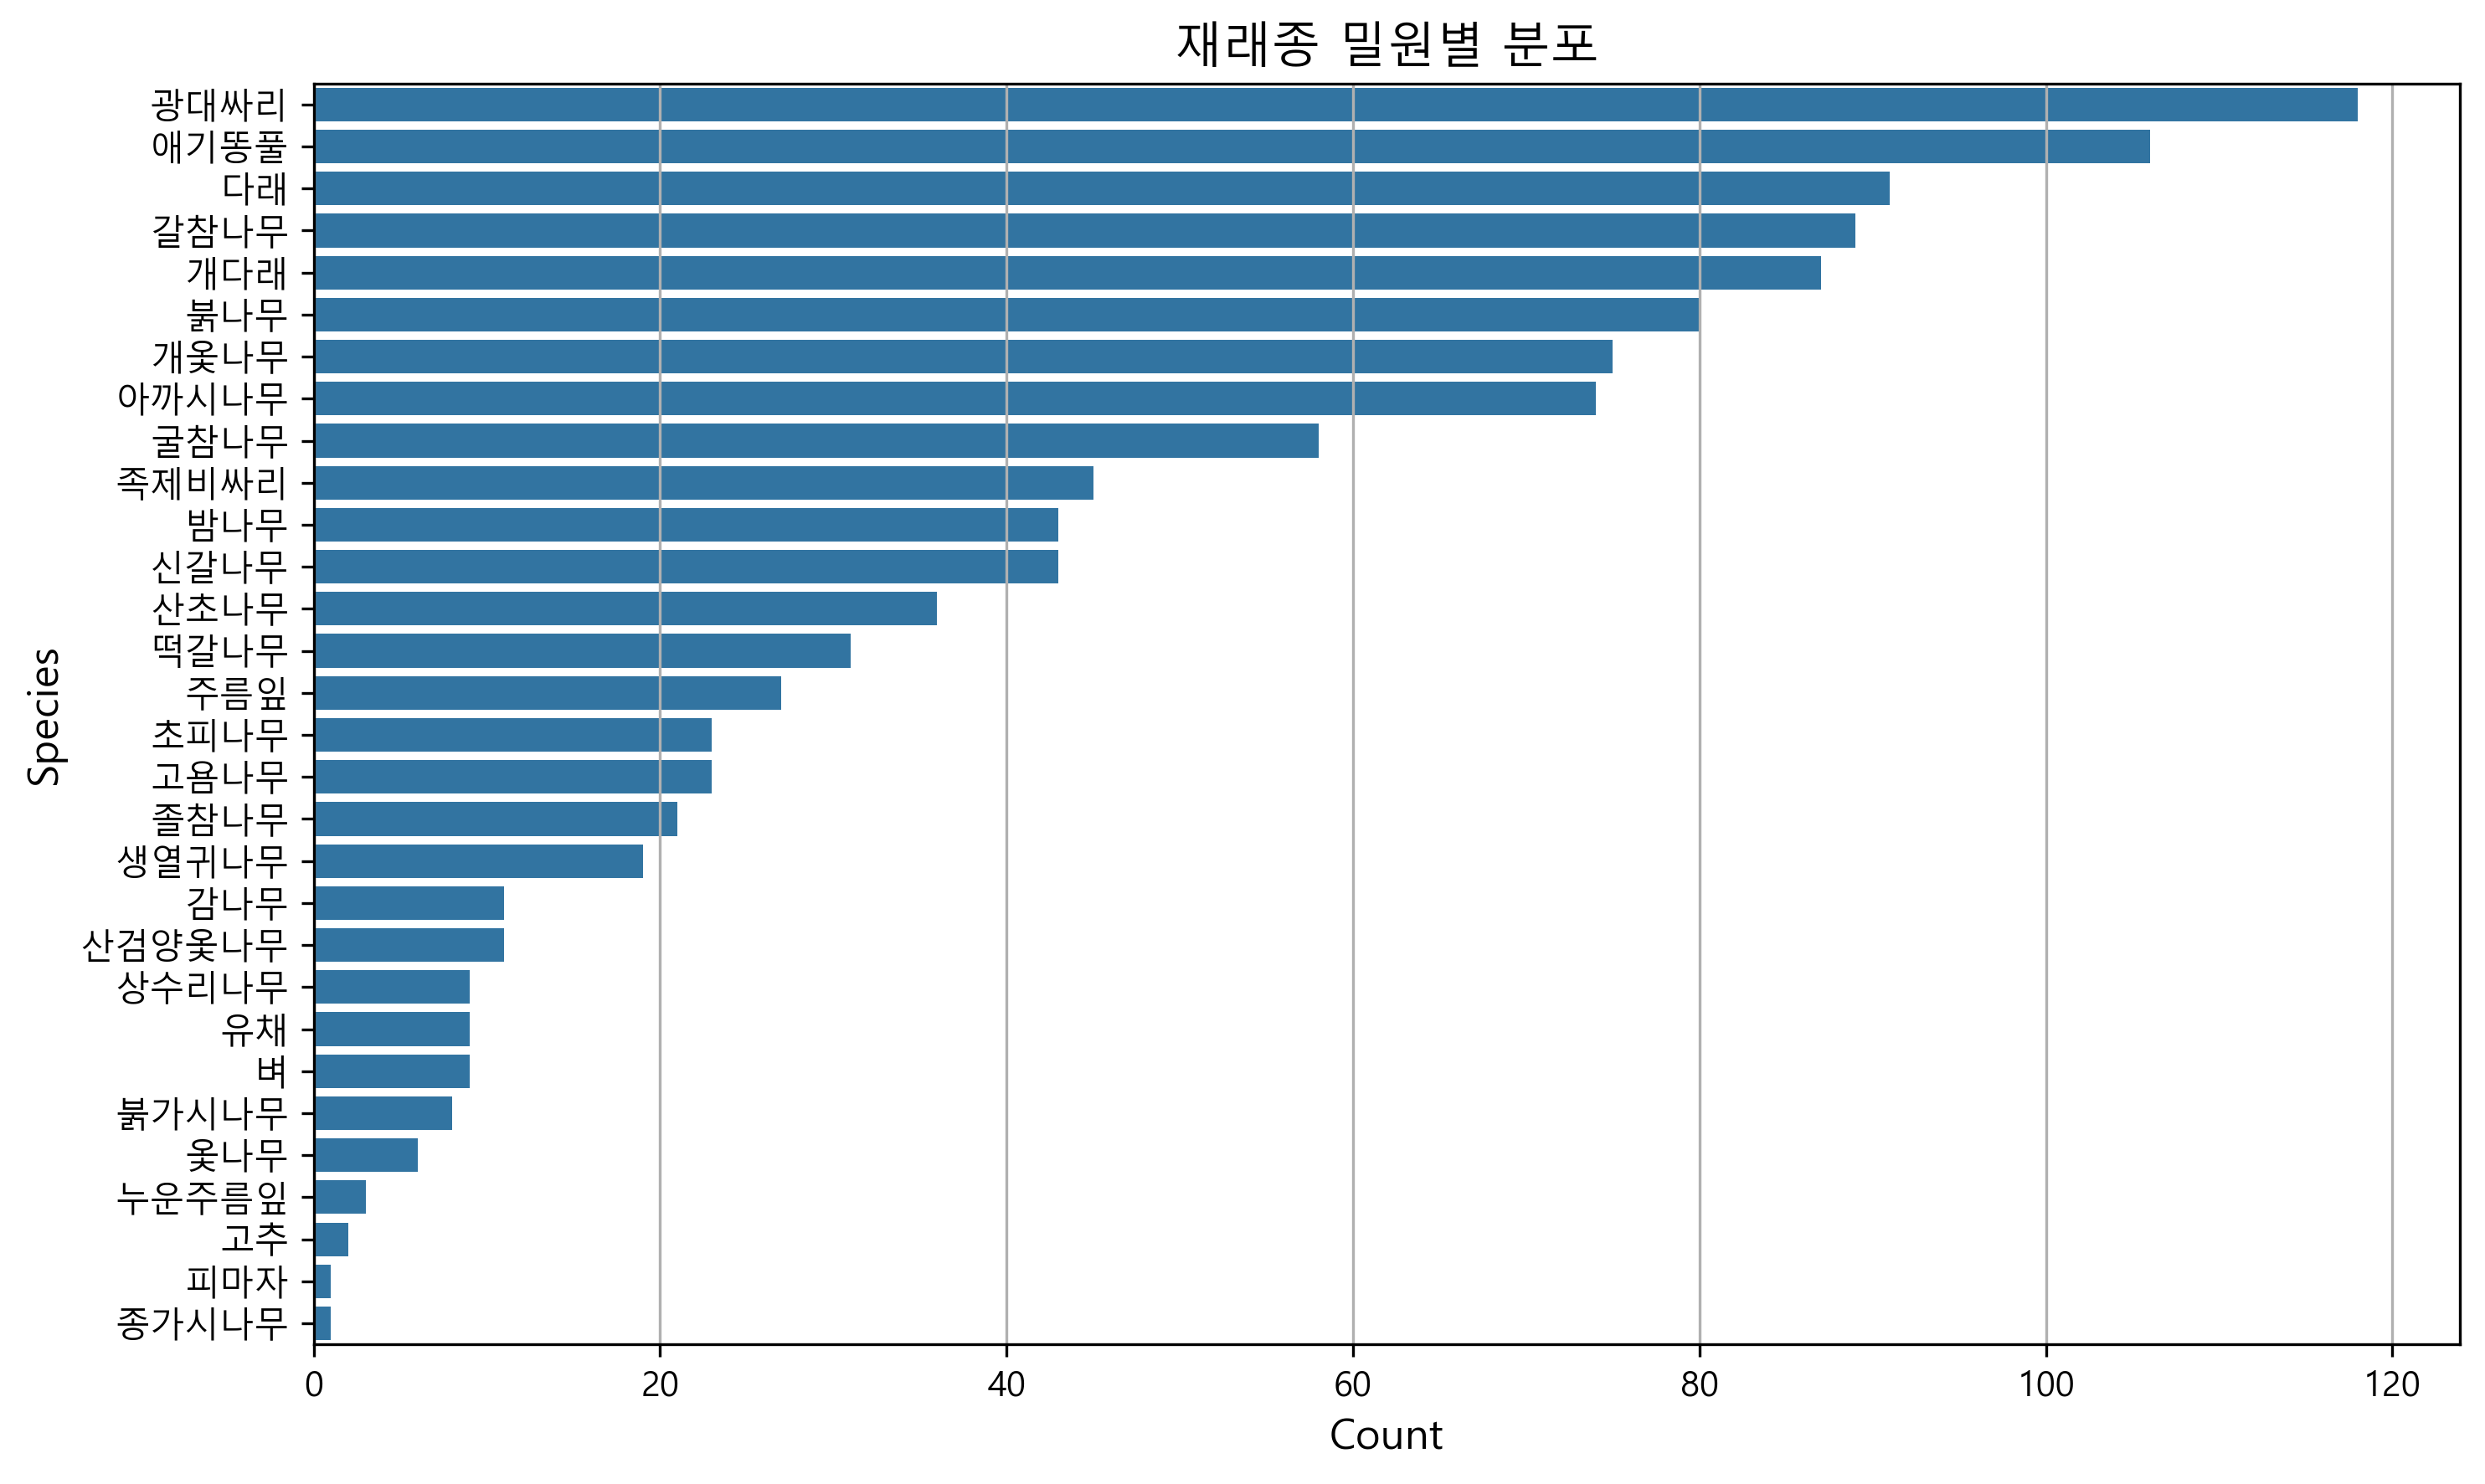 재래종 밀원별 분포
광대싸리
애기똥풀
다래
갈참나무
개다래
붉나무
개옻나무
아까시나무
굴참나무
족제비싸리
밤나무
신갈나무
산초나무
떡갈나무
주름잎
초피나무
고욤나무
졸참나무
생열귀나무
감나무
산검양옻나무
상수리나무
유채
벼
붉가시나무
옻나무
누운주름잎
고추
피마자
종가시나무
Species
0 20 40 60 80 100 120
Count